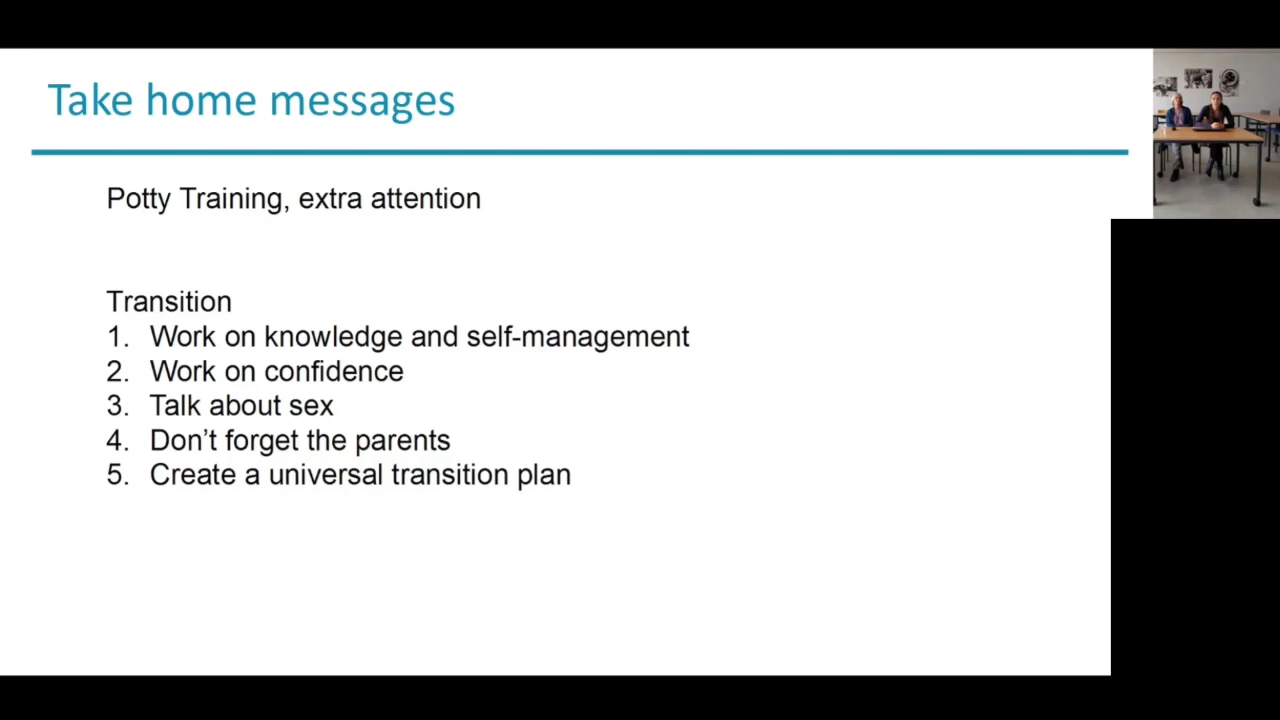 Take home messages
Potty Training, extra attention
Transition
1. Work on knowledge and self-management
2. Work on confidence
3. Talk about sex
4. Don’t forget the parents
5. Create a universal transition plan